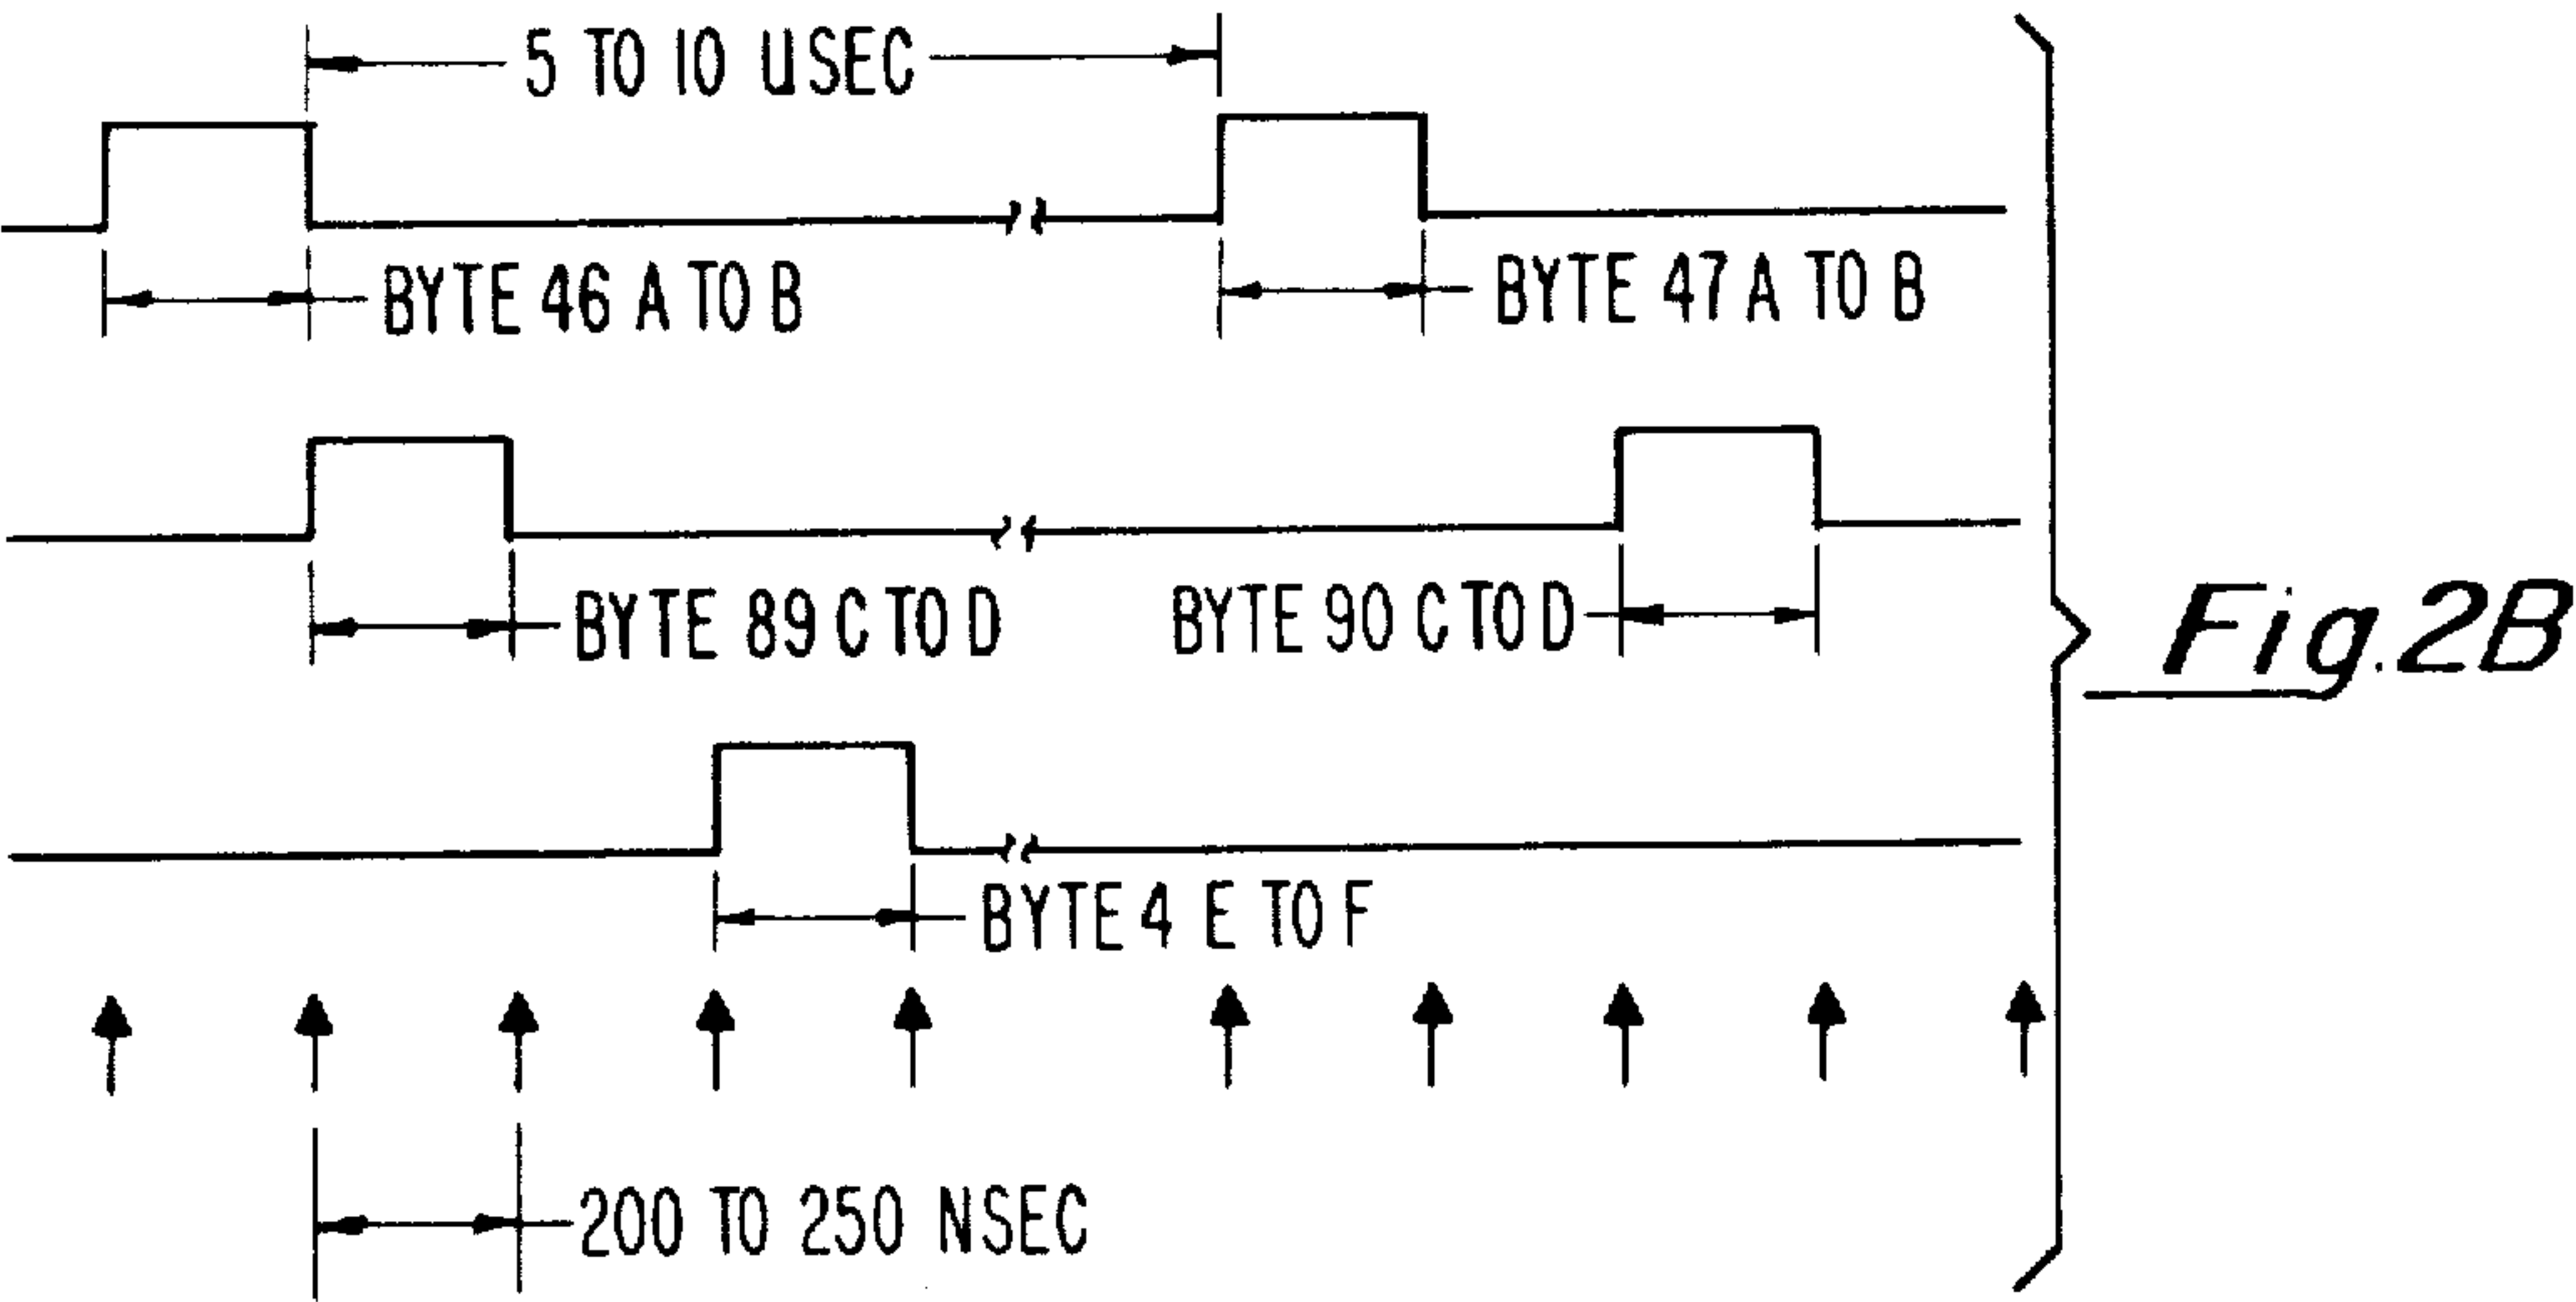 5 TO 10 USEC
BYTE 46 A TO B
BYTE 47 A TO B
BYTE 89 C TO D
BYTE 90 C TO D
Fig. 2B
BYTE 4 E TO F
200 TO 250 NSEC